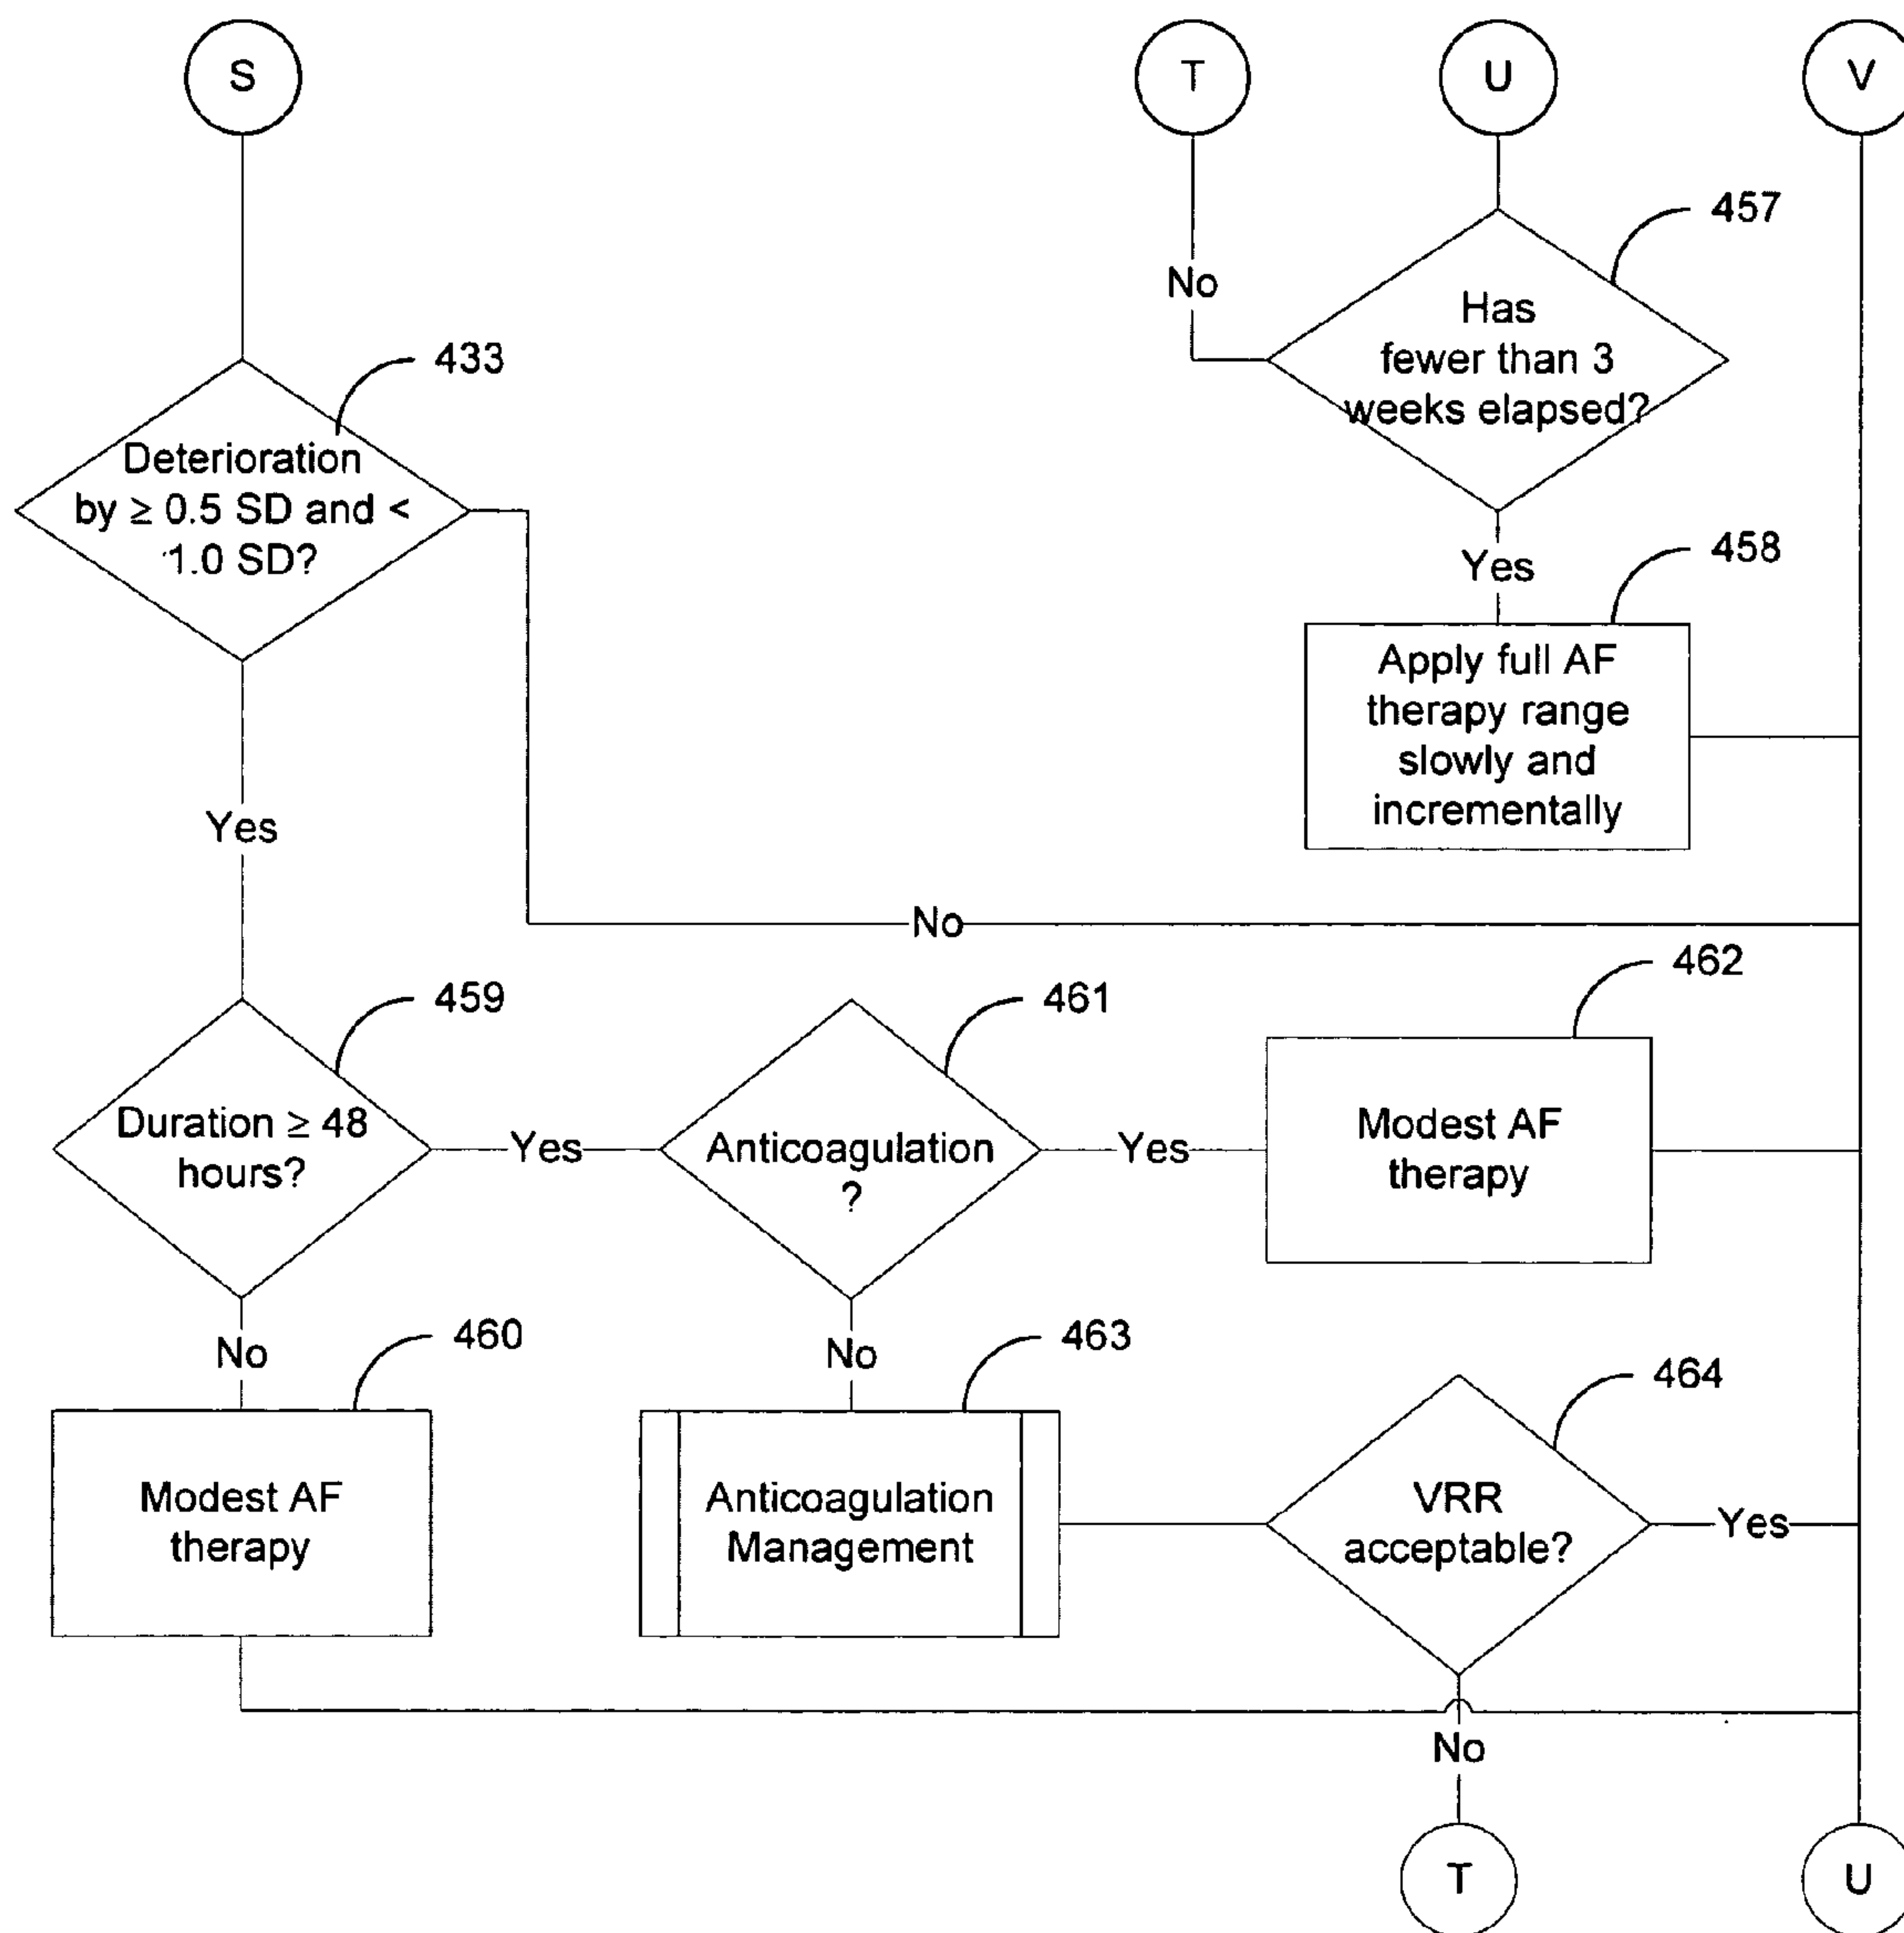 S
T
U
V
457
No
Has
fewer than 3
weeks elapsed?
433
Deterioration
by ≥ 0.5 SD and <
1.0 SD?
Yes
458
Apply full AF
therapy range
slowly and
incrementally
Yes
No
459
461
462
Duration ≥ 48
hours?
Yes
Anticoagulation
?
Yes
Modest AF
therapy
No
460
No
463
464
Modest AF
therapy
Anticoagulation
Management
VRR
acceptable?
Yes
No
T
U